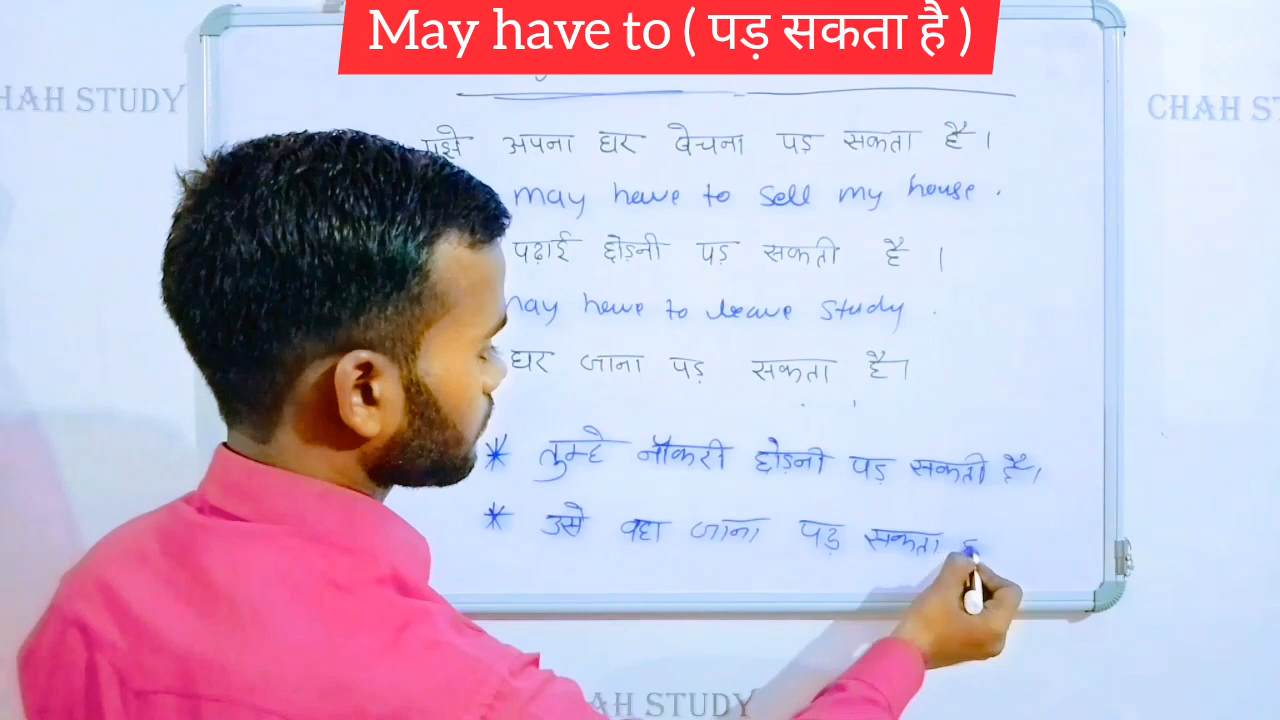 May have to ( पड़ सकता है )
HAH STUDY
CHAH ST
मुझे अपना घर बेचना पड़ सकता है।
may have to sell my house.
पढ़ाई छोड़नी पड़ सकती है।
may have to leave study.
घर जाना पड़ सकता है।
* तुम्हे नौकरी छोड़नी पड़ सकती है।
* उसे वहा जाना पड़ सकता
AH STUDY